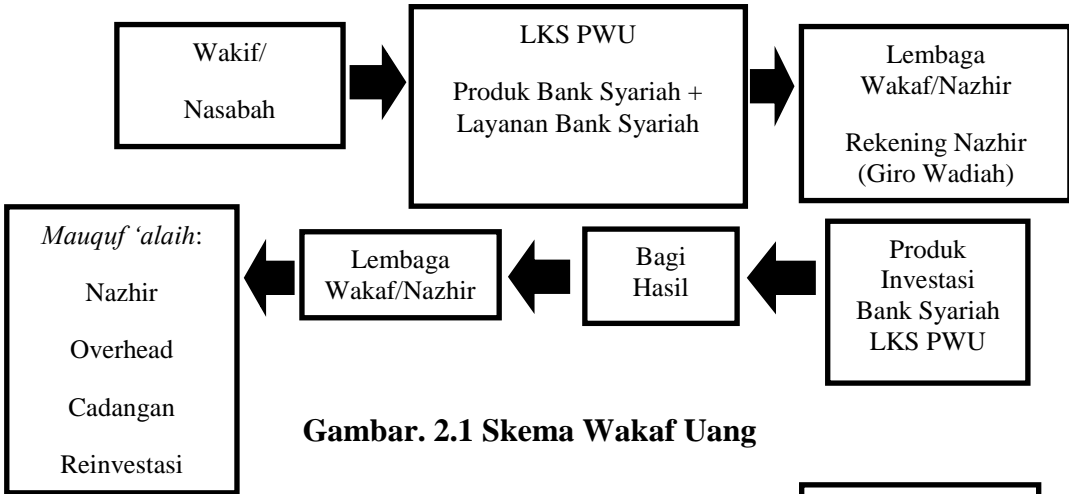 Wakif/
Nasabah
LKS PWU
Produk Bank Syariah +
Layanan Bank Syariah
Lembaga
Wakaf/Nazhir
Rekening Nazhir
(Giro Wadiah)
Mauquf ‘alaih:
Nazhir
Overhead
Cadangan
Reinvestasi
Lembaga
Wakaf/Nazhir
Bagi
Hasil
Produk
Investasi
Bank Syariah
LKS PWU
Gambar. 2.1 Skema Wakaf Uang